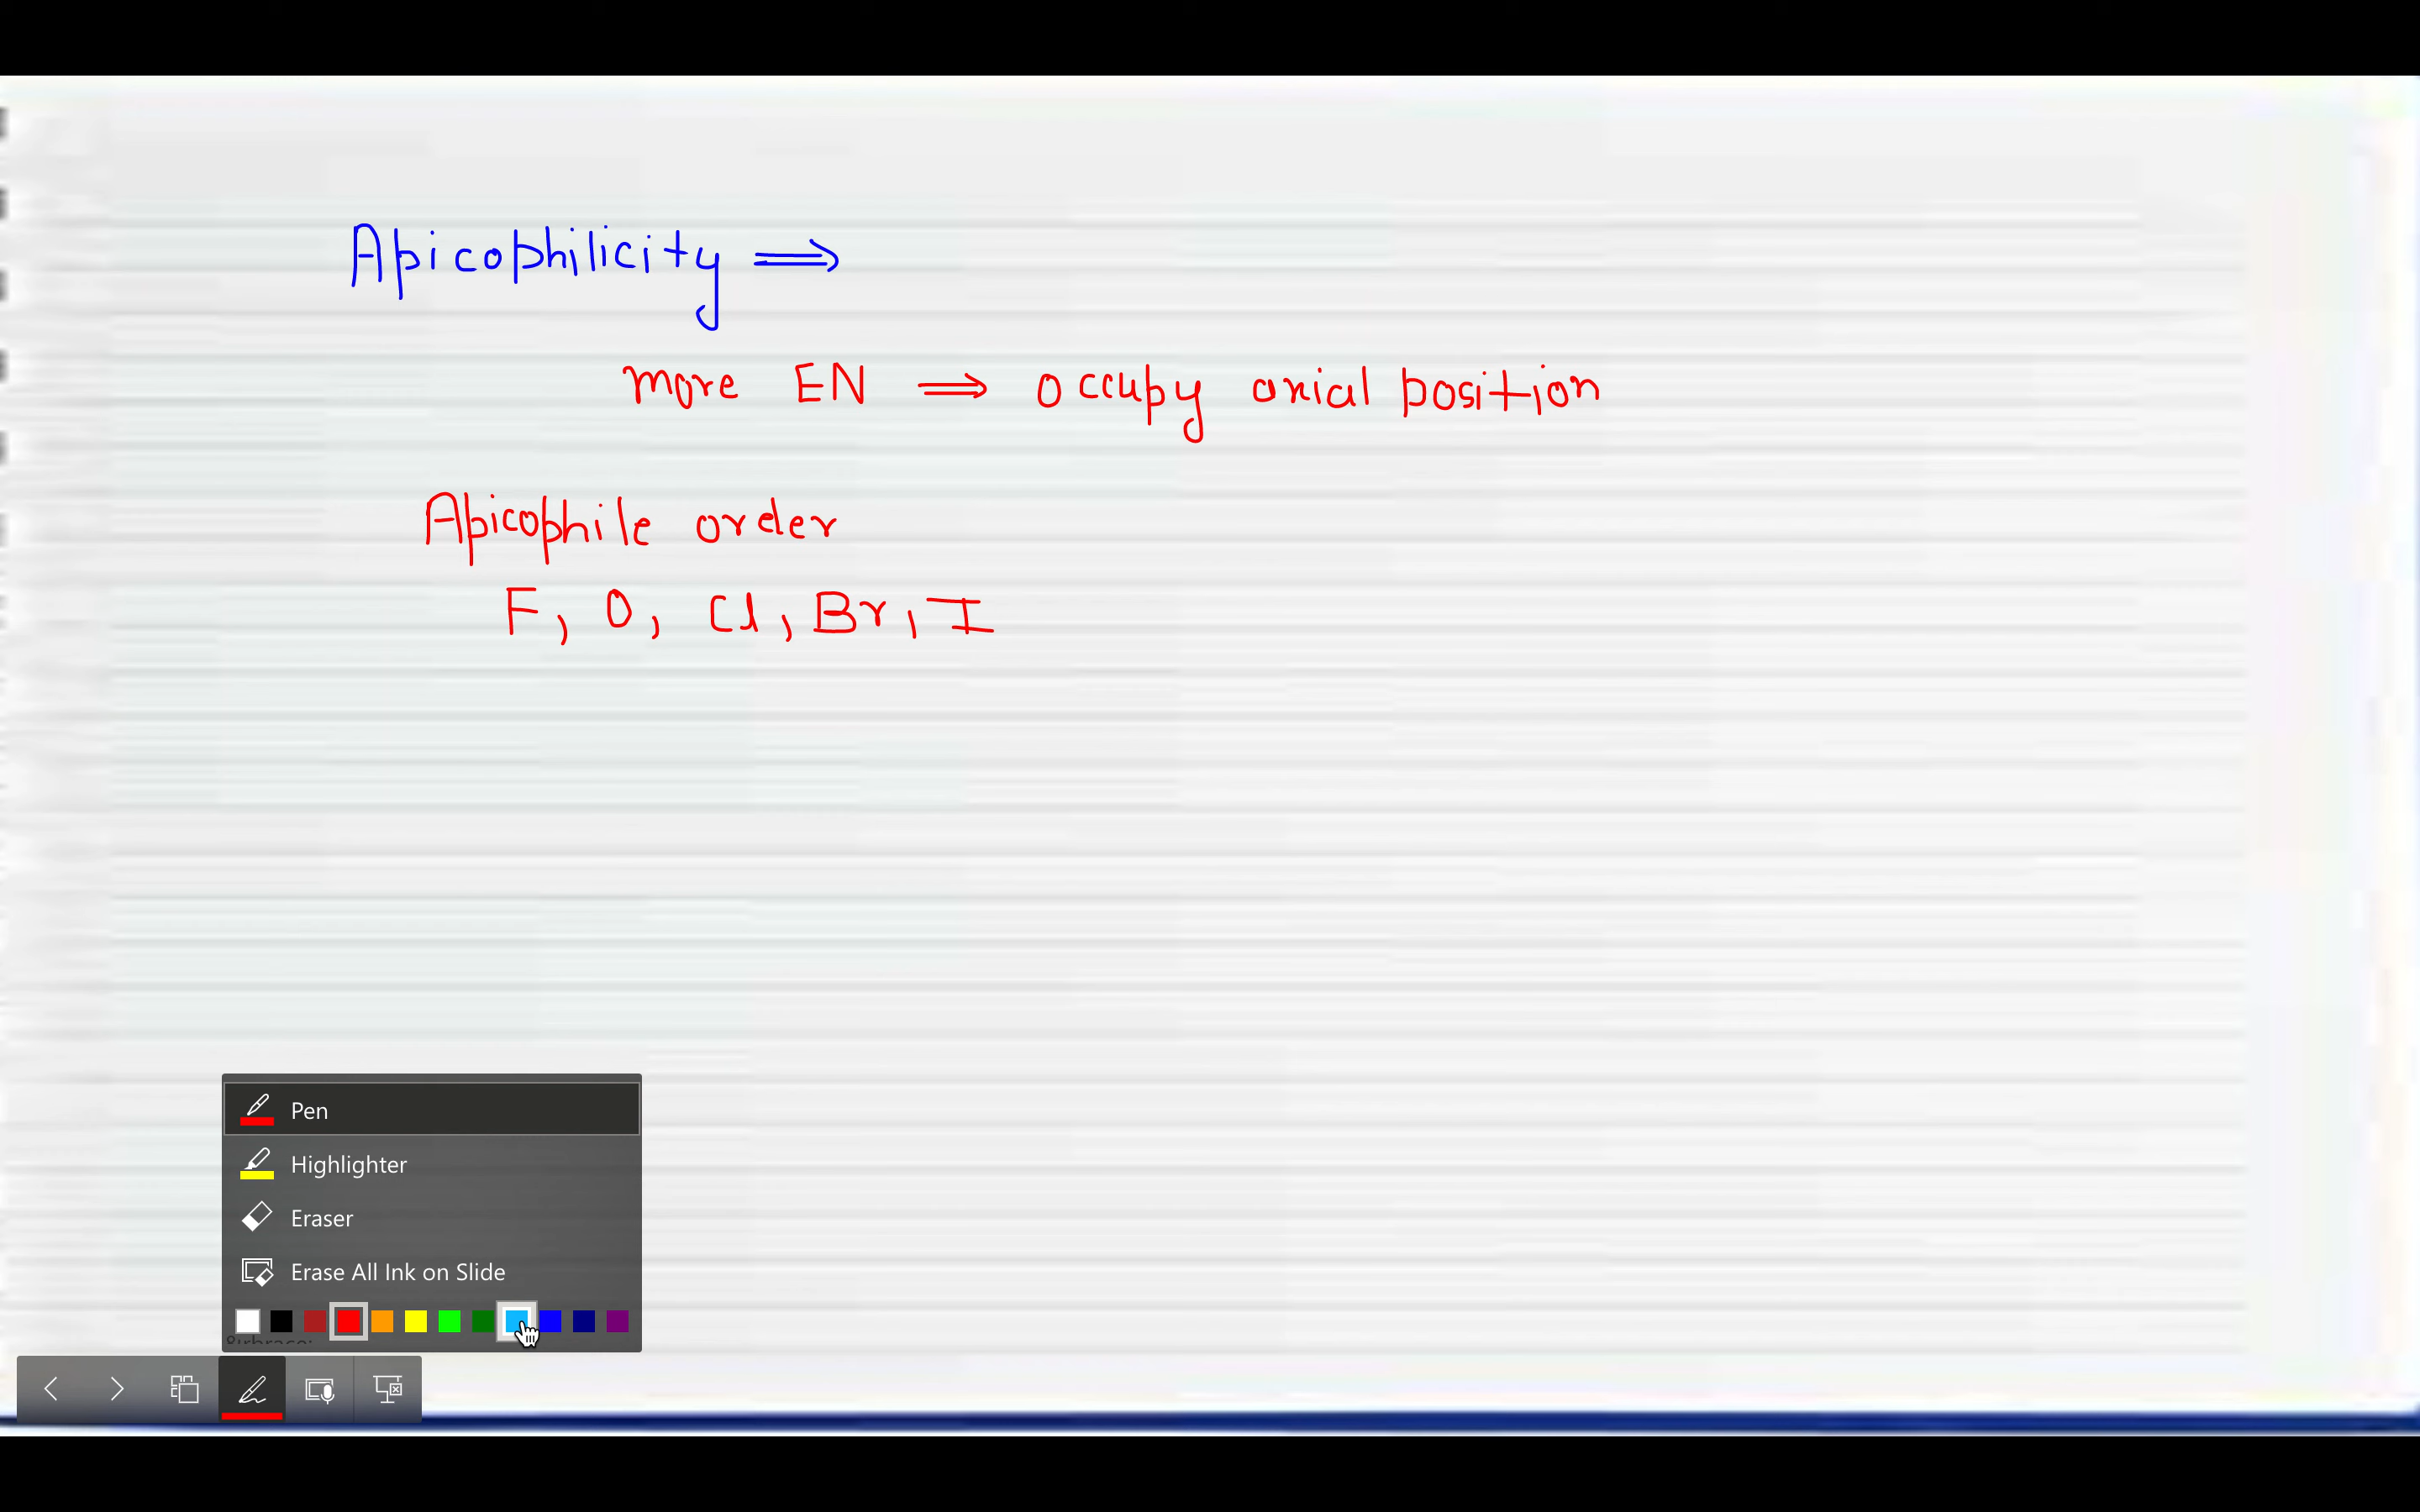 Apicophilicity ⟹
more EN ⟹ occupy axial position
Apicophile order
F, O, Cl, Br, I
Pen
Highlighter
Eraser
Erase All Ink on Slide